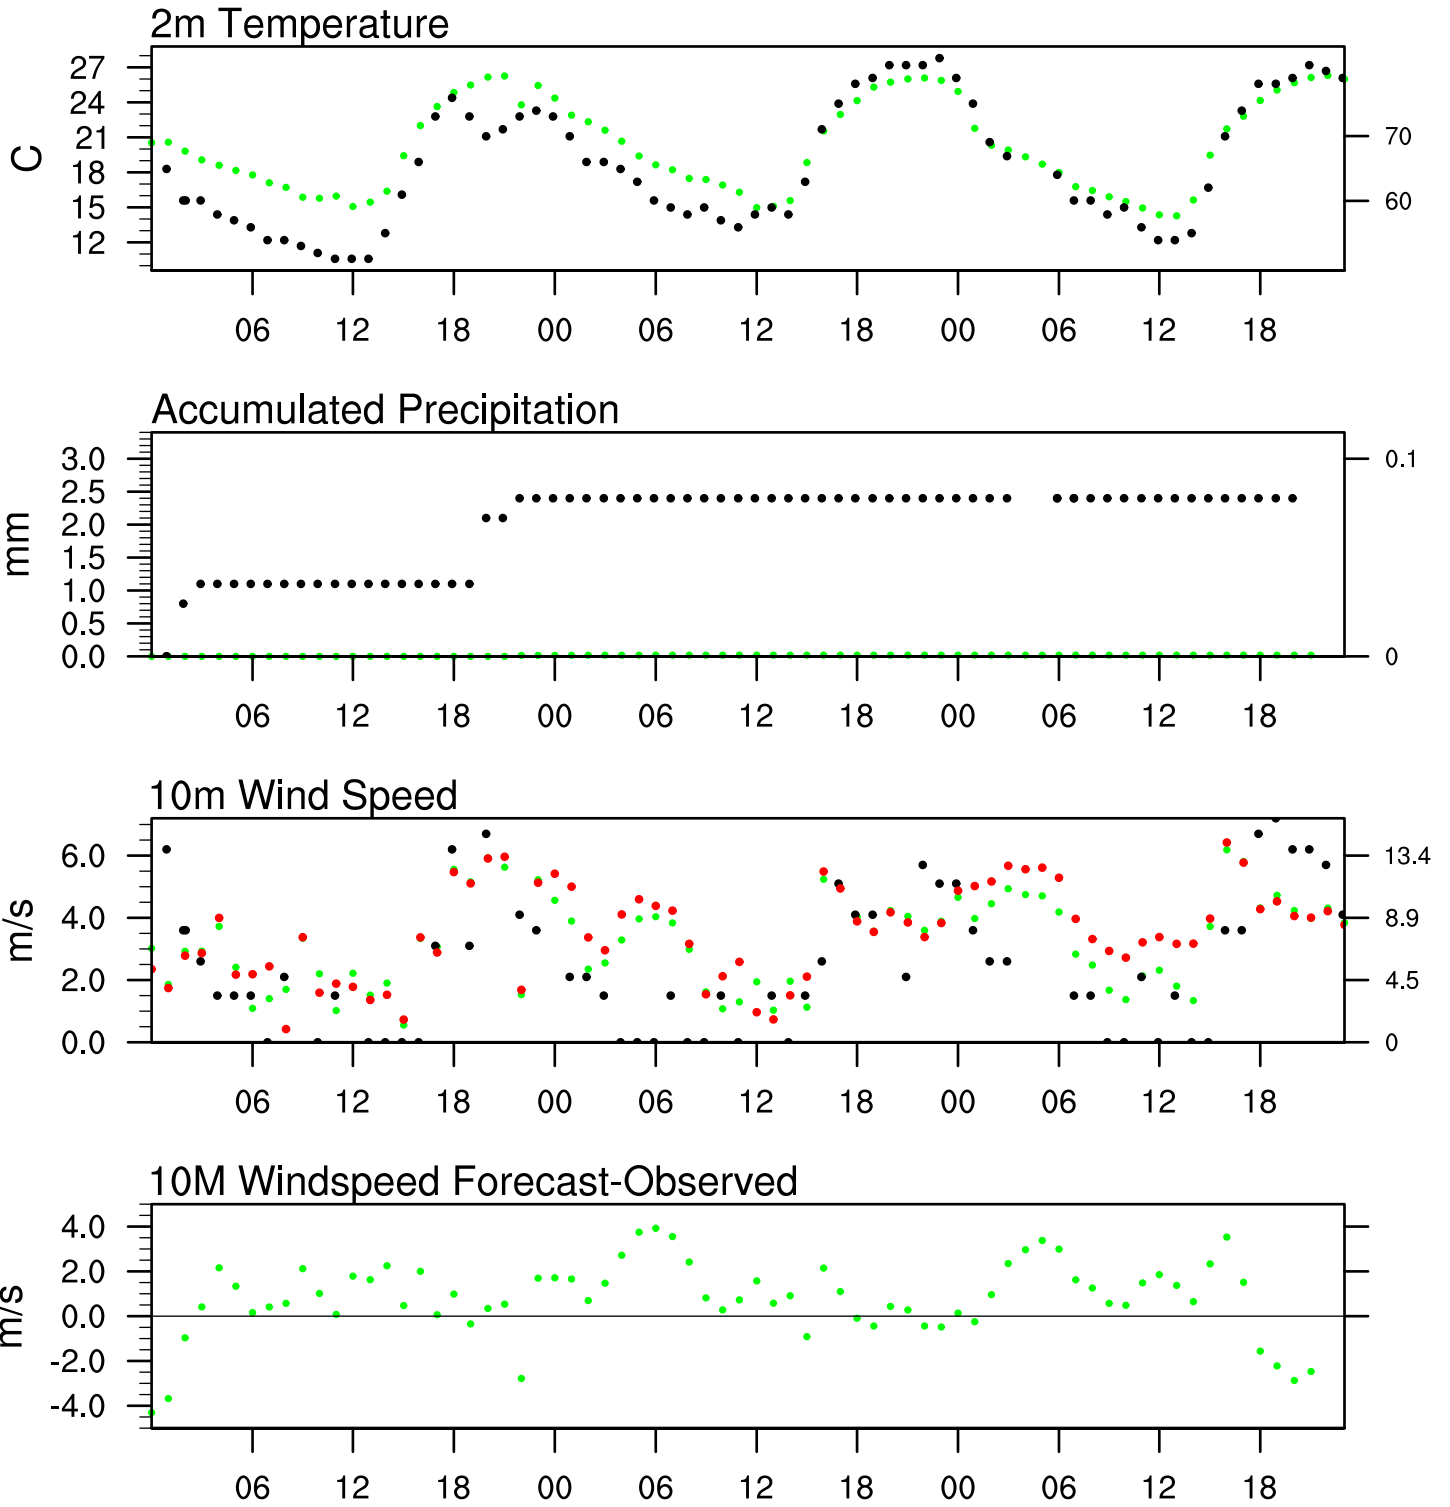 2m Temperature
27
24
21
18
15
12
C
70
60
06 12 18 00 06 12 18 00 06 12 18
Accumulated Precipitation
3.0
2.5
2.0
1.5
1.0
0.5
0.0
mm
0.1
0
06 12 18 00 06 12 18 00 06 12 18
10m Wind Speed
6.0
4.0
2.0
0.0
m/s
13.4
8.9
4.5
0
06 12 18 00 06 12 18 00 06 12 18
10M Windspeed Forecast-Observed
4.0
2.0
0.0
-2.0
-4.0
m/s
06 12 18 00 06 12 18 00 06 12 18